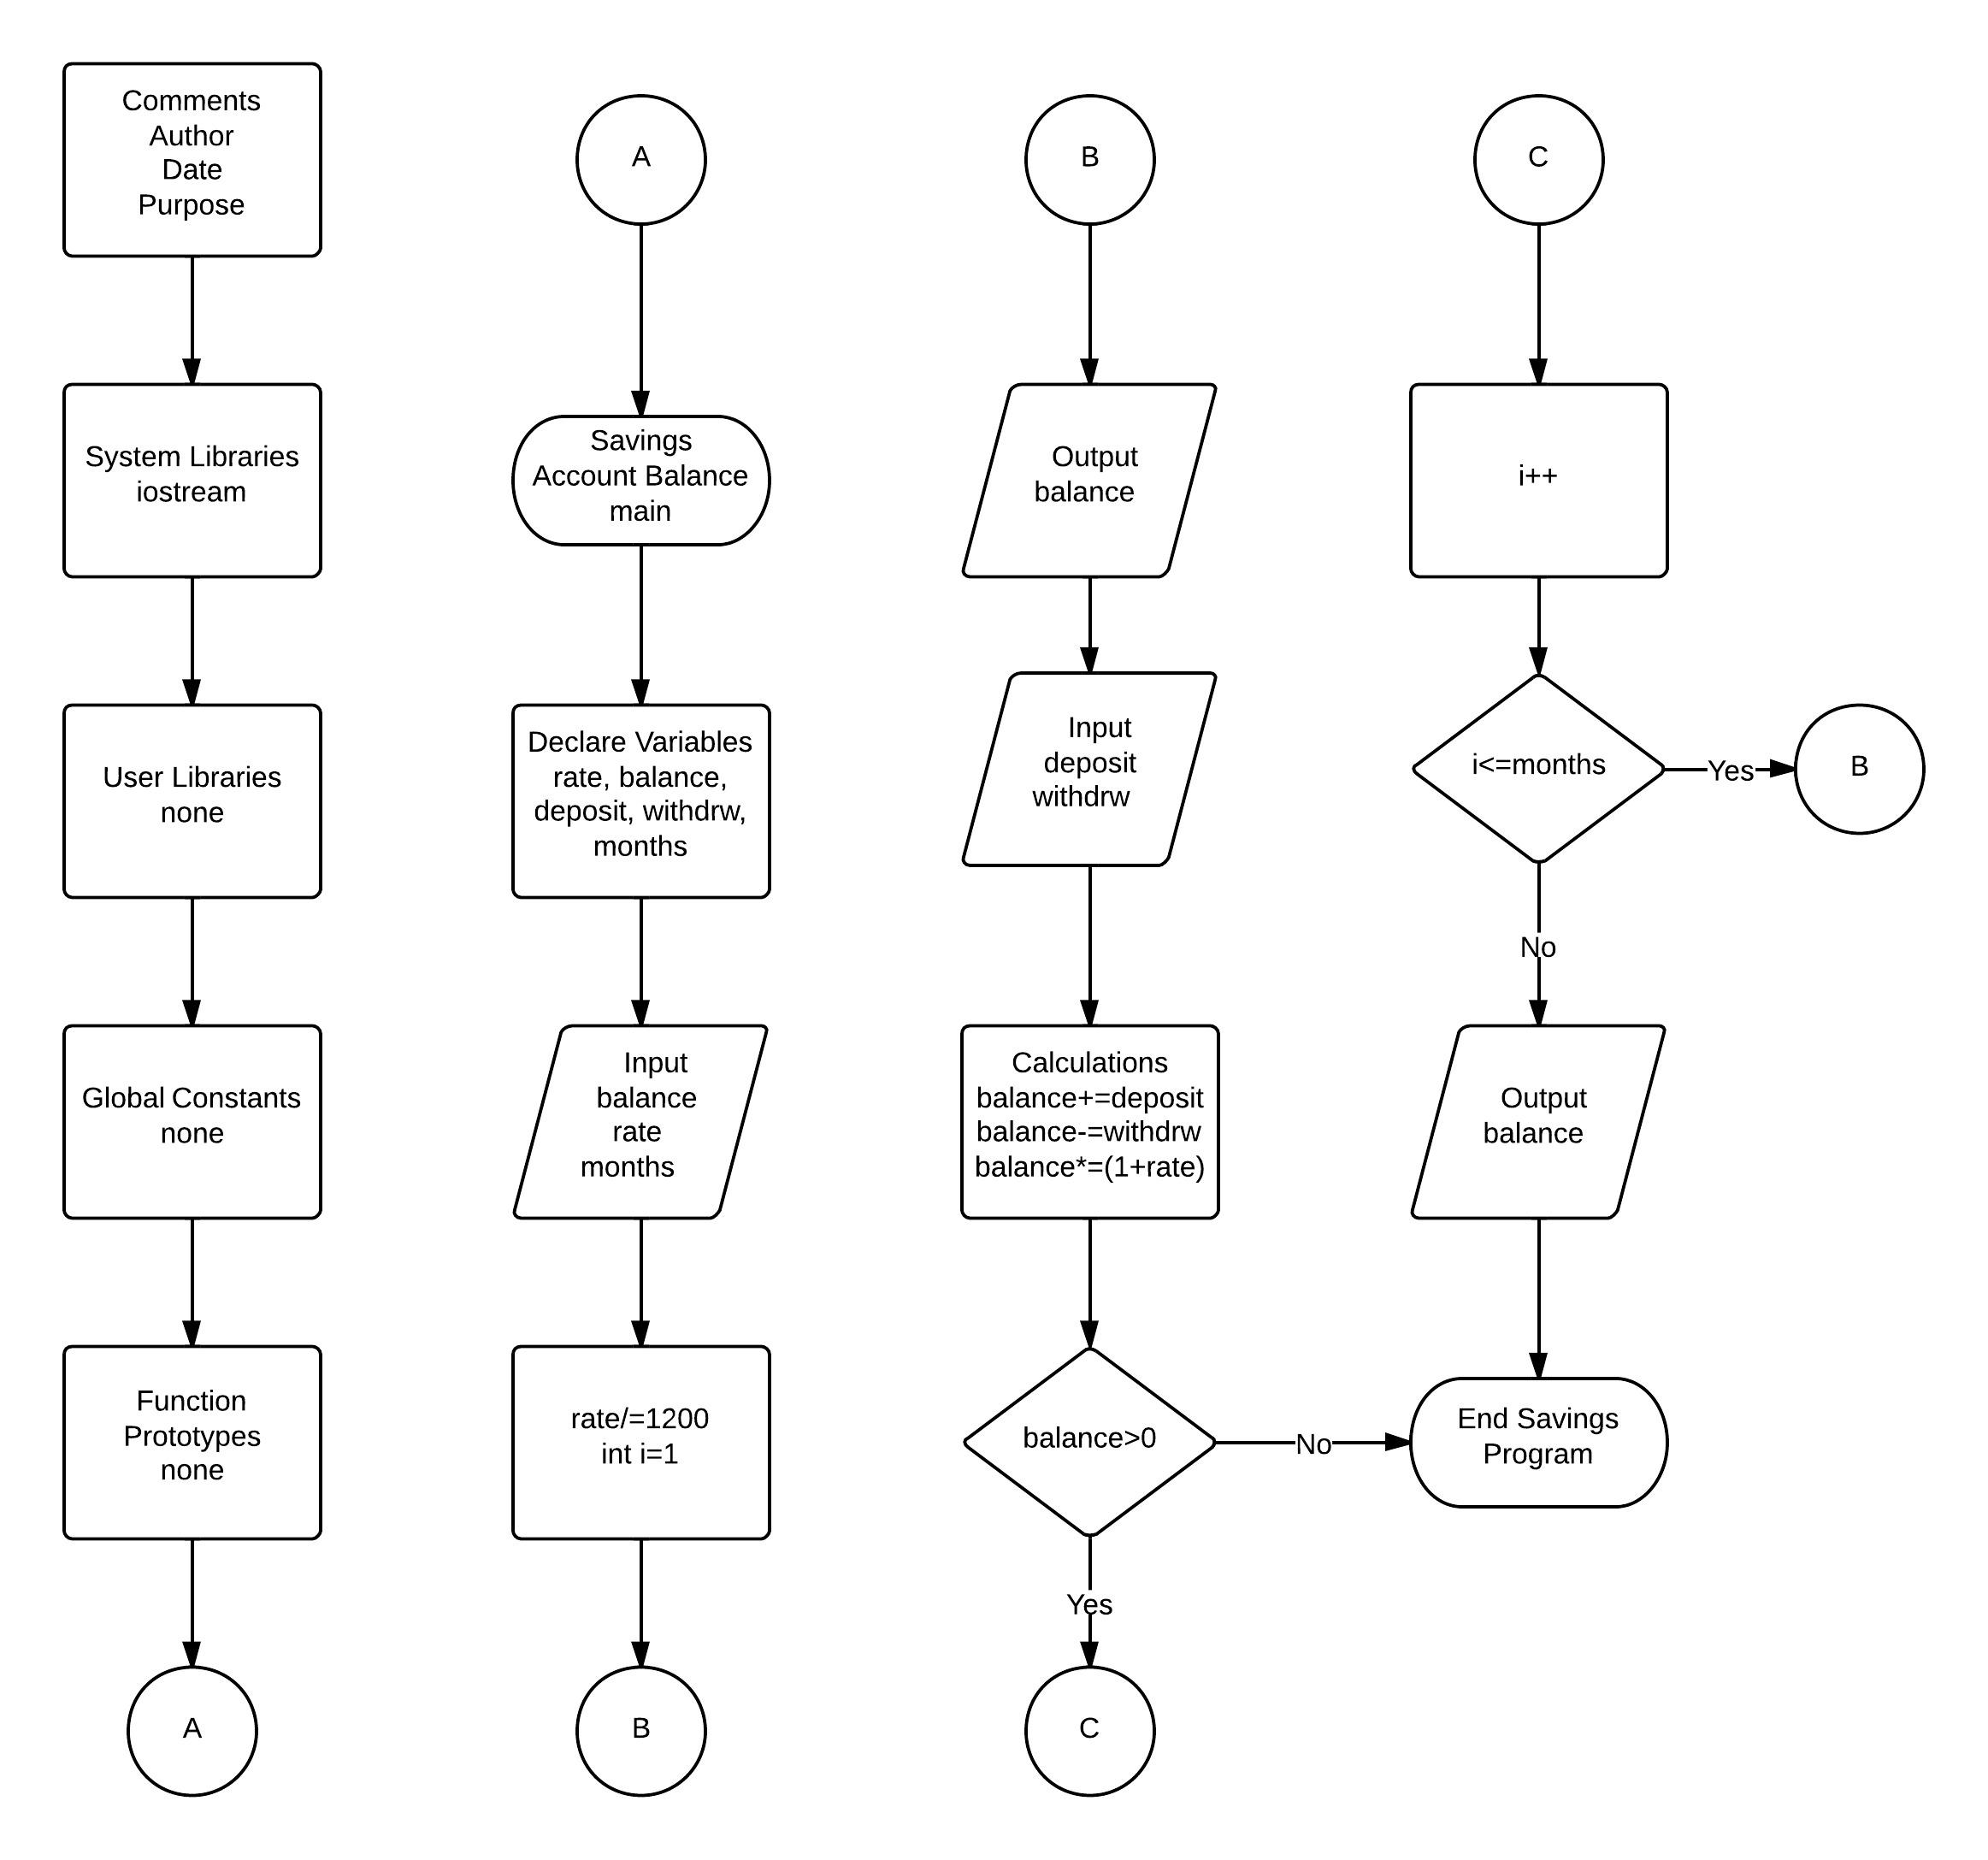 Comments
Author
Date
Purpose
System Libraries
iostream
User Libraries
none
Global Constants
none
Function
Prototypes
none
A
A
Savings
Account Balance
main
Declare Variables
rate, balance,
deposit, withdrw,
months
Input
balance
rate
months
rate/=1200
int i=1
B
B
Output
balance
Input
deposit
withdrw
Calculations
balance+=deposit
balance-=withdrw
balance*=(1+rate)
balance>0
No
Yes
C
C
i++
i<=months
Yes
B
No
Output
balance
End Savings
Program